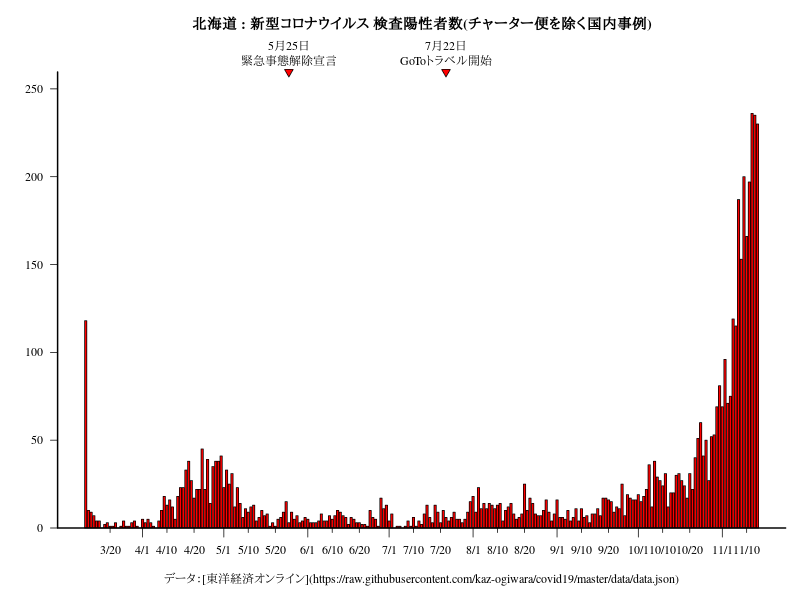 北海道 : 新型コロナウイルス 検査陽性者数(チャーター便を除く国内事例)
5月25日
緊急事態解除宣言
7月22日
GoToトラベル開始
250
200
150
100
50
0
3/20 4/1 4/10 4/20 5/1 5/10 5/20 6/1 6/10 6/20 7/1 7/10 7/20 8/1 8/10 8/20 9/1 9/10 9/20 10/1 10/10 10/20 11/1 11/10
データ:[東洋経済オンライン](https://raw.githubusercontent.com/kaz-ogiwara/covid19/master/data/data.json)